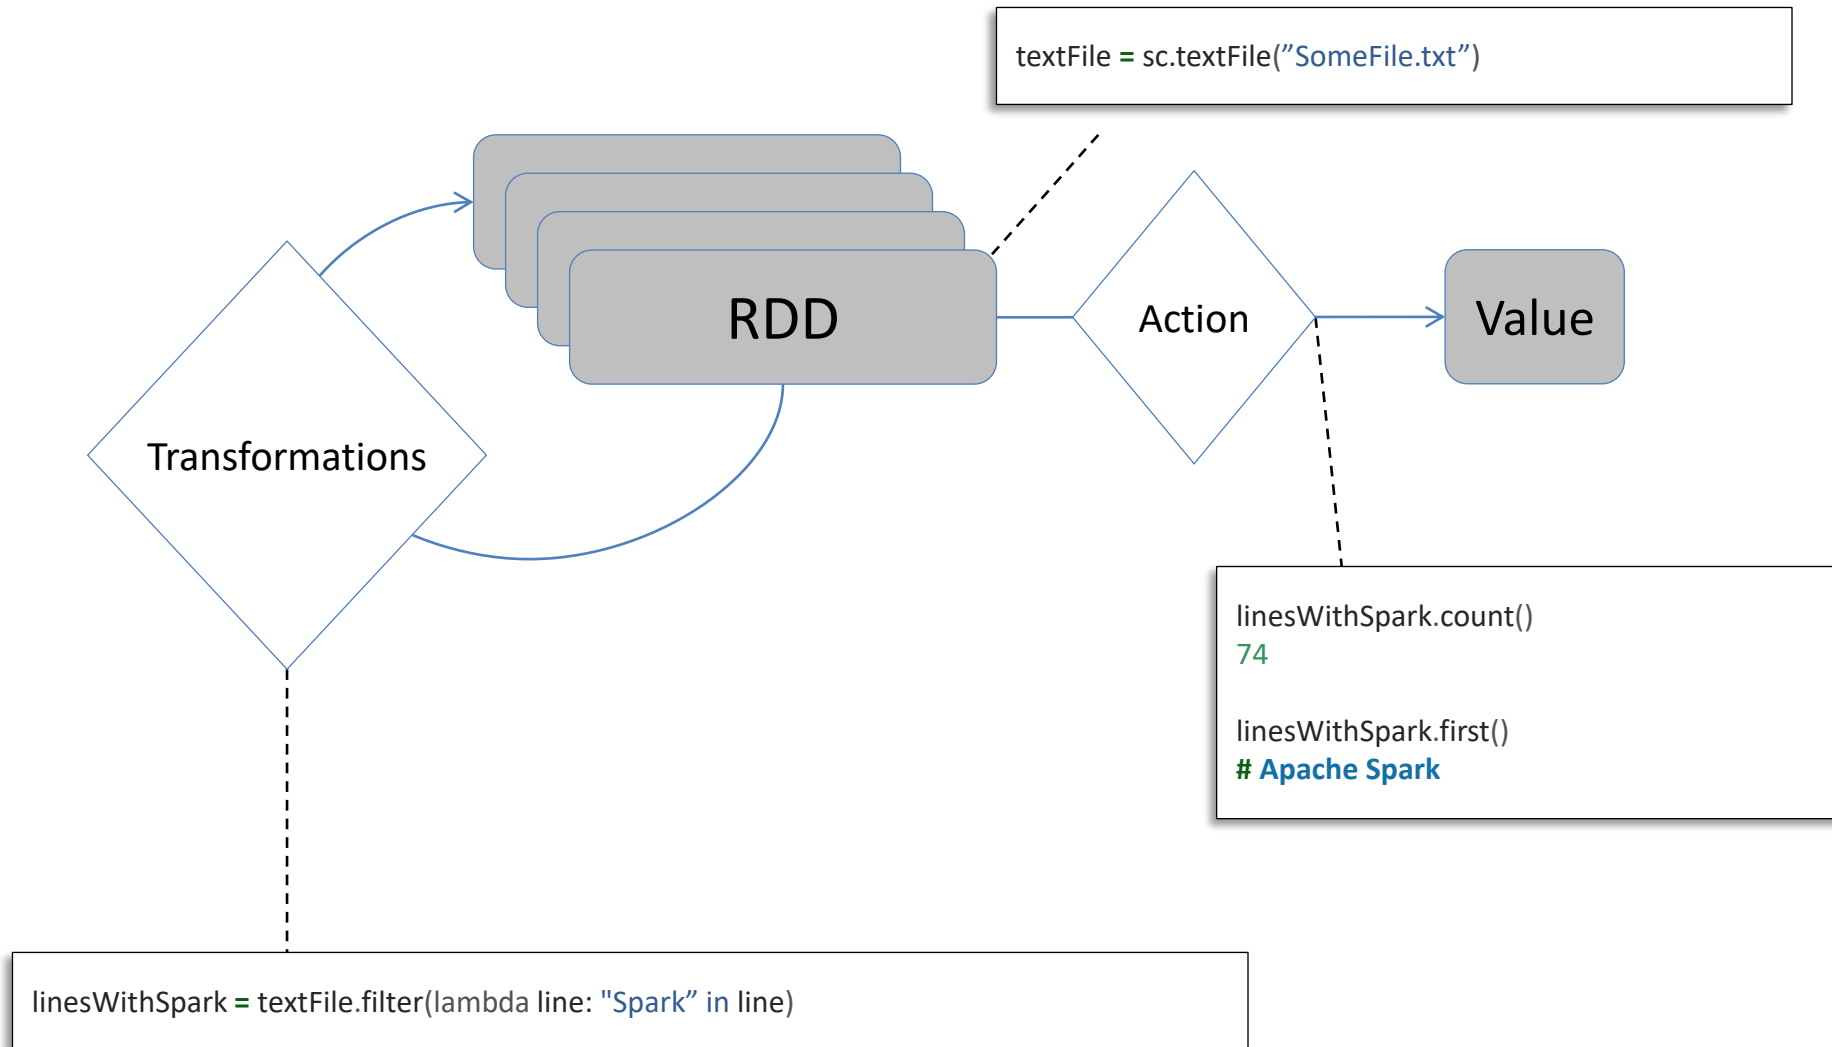 textFile = sc.textFile(”SomeFile.txt”)
RDD
Action
Value
Transformations
linesWithSpark.count()
74
linesWithSpark.first()
# Apache Spark
linesWithSpark = textFile.filter(lambda line: "Spark” in line)